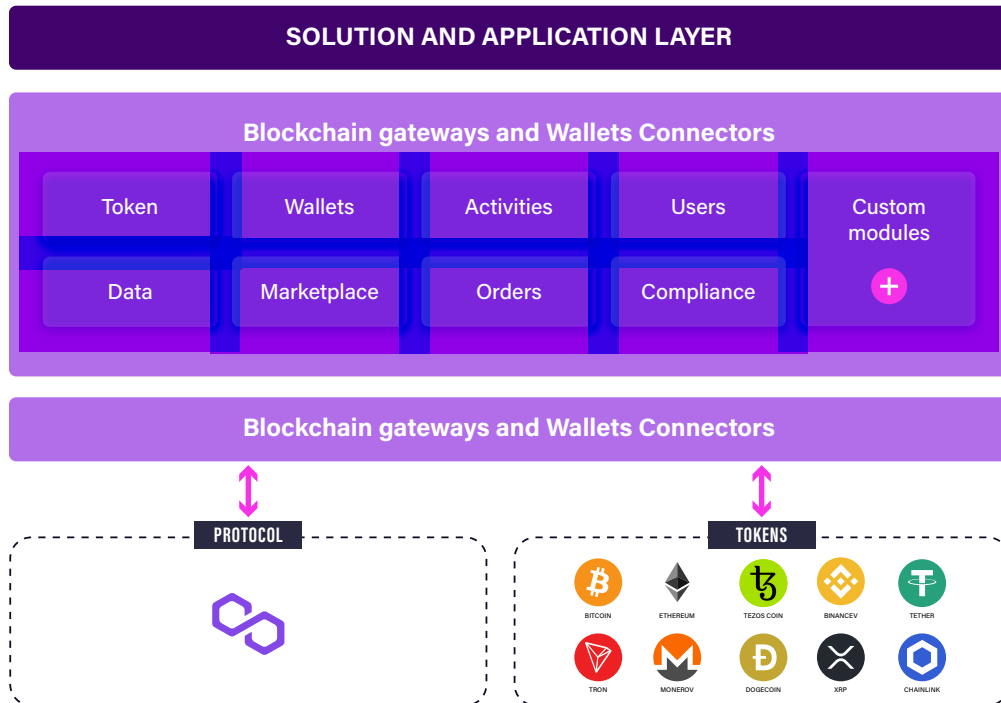 SOLUTION AND APPLICATION LAYER
Blockchain gateways and Wallets Connectors
Token
Wallets
Activities
Users
Custom
modules
Data
Marketplace
Orders
Compliance
Blockchain gateways and Wallets Connectors
PROTOCOL
TOKENS
BITCOIN
ETHEREUM
TEZOS COIN
BINANCEV
TETHER
TRON
MONEROV
DOGECOIN
XRP
CHAINLINK